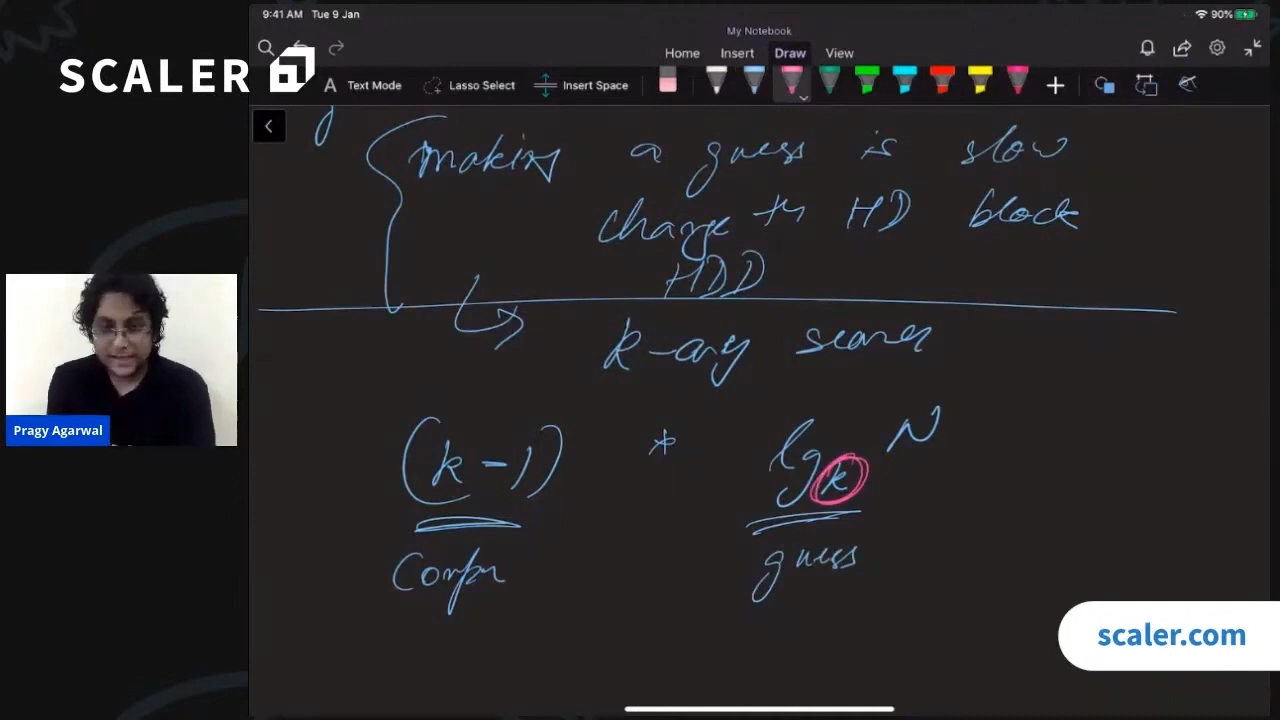 9:41 AM Tue 9 Jan
90%
My Notebook
SCALER
Home Insert Draw View
Text Mode Lasso Select Insert Space
making a guess is slow
change the HD block
HDD
k-ary search
(k-1) * lg k N
Compr guess
Pragy Agarwal
scaler.com